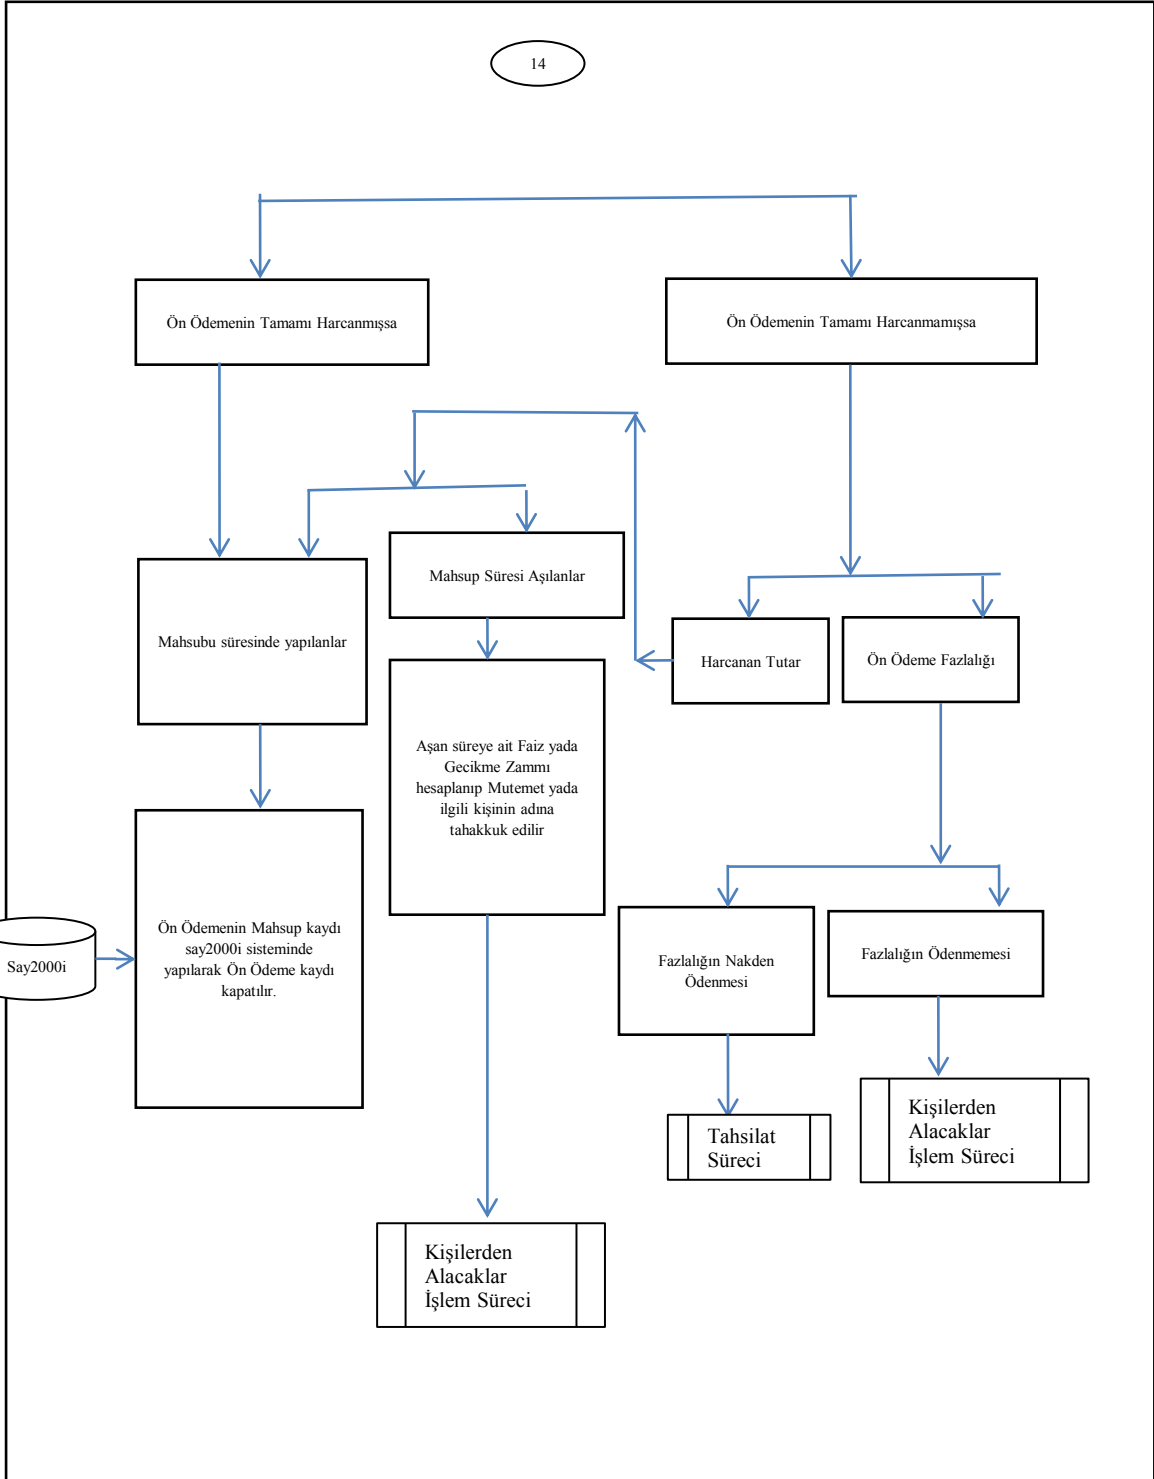 14
Ön Ödemenin Tamamı Harcanmışsa
Ön Ödemenin Tamamı Harcanmamışsa
Mahsup Süresi Aşılanlar
Mahsubu süresinde yapılanlar
Harcanan Tutar
Ön Ödeme Fazlalığı
Aşan süreye ait Faiz yada
Gecikme Zammı
hesaplanıp Mutemet yada
ilgili kişinin adına
tahakkuk edilir
Say2000i
Ön Ödemenin Mahsup kaydı
say2000i sisteminde
yapılarak Ön Ödeme kaydı
kapatılır.
Fazlalığın Nakden
Ödenmesi
Fazlalığın Ödenmemesi
Tahsilat
Süreci
Kişilerden
Alacaklar
İşlem Süreci
Kişilerden
Alacaklar
İşlem Süreci